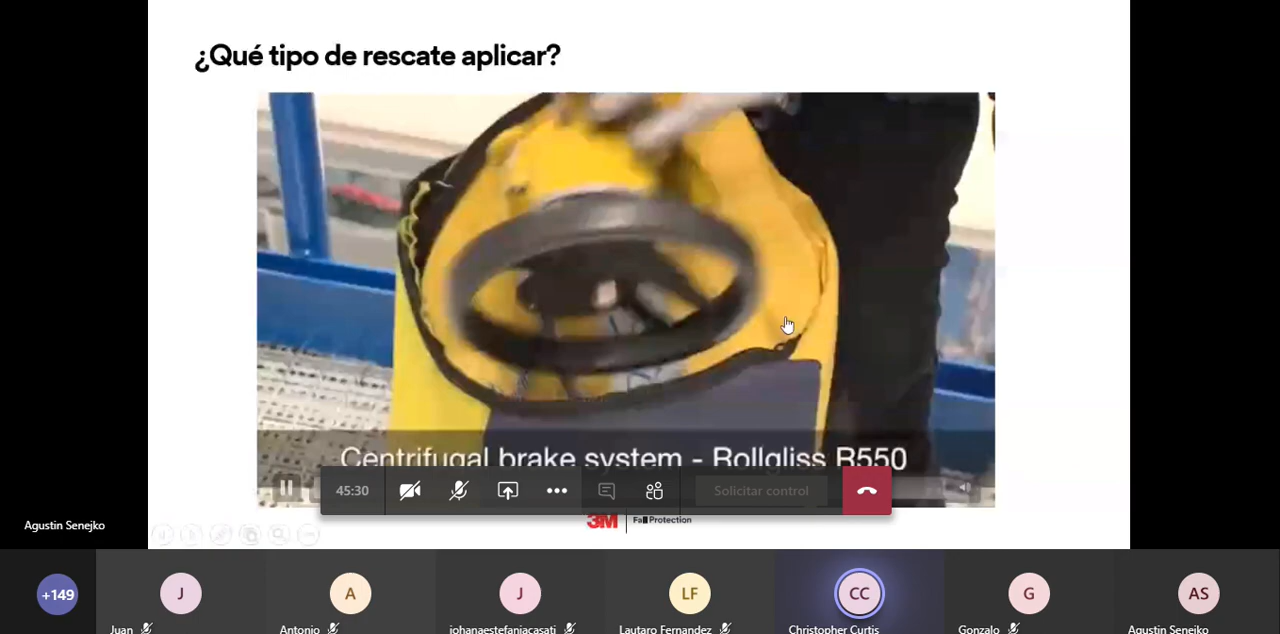 ¿Qué tipo de rescate aplicar?
Centrifugal brake system - Rollgliss R550
45:30
Solicitar control
3M | Fall Protection
Agustin Senejko
+149
J
A
J
LF
CC
G
AS
Juan
Antonio
johanaestefaniacasati
Lautaro Fernandez
Christopher Curtis
Gonzalo
Agustin Senejko